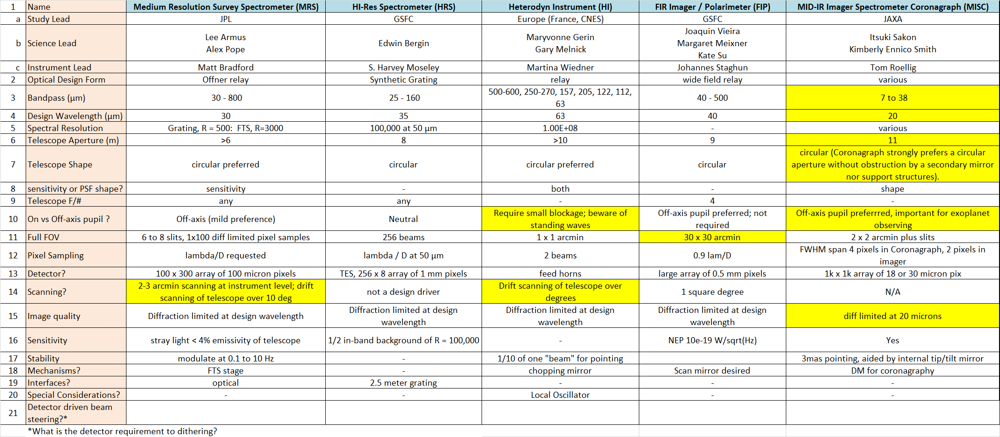 1 Name Medium Resolution Survey Spectrometer (MRS) HI-Res Spectrometer (HRS) Heterodyn Instrument (HI) FIR Imager / Polarimeter (FIP) MID-IR Imager Spectrometer Coronagraph (MISC)
a Study Lead JPL GSFC Europe (France, CNES) GSFC JAXA
b Science Lead
Lee Armus
Alex Pope
Edwin Bergin
Maryvonne Gerin
Gary Melnick
Joaquin Vieira
Margaret Meixner
Kate Su
Itsuki Sakon
Kimberly Ennico Smith
c Instrument Lead Matt Bradford S. Harvey Moseley Martina Wiedner Johannes Staghun Tom Roellig
2 Optical Design Form Offner relay Synthetic Grating relay wide field relay various
3 Bandpass (µm) 30 - 800 25 - 160
500-600, 250-270, 157, 205, 122, 112,
63
40 - 500 7 to 38
4 Design Wavelength (µm) 30 35 63 40 20
5 Spectral Resolution Grating, R = 500: FTS, R=3000 100,000 at 50 µm 1.00E+08 - various
6 Telescope Aperture (m) >6 8 >10 9 11
7 Telescope Shape circular preferred circular circular preferred circular
circular (Coronagraph strongly prefers a circular
aperture without obstruction by a secondary mirror
nor support structures).
8 sensitivity or PSF shape? sensitivity - both - shape
9 Telescope F/# any any - 4 -
10 On vs Off-axis pupil ? Off-axis (mild preference) Neutral
Require small blockage; beware of
standing waves
Off-axis pupil preferred; not
required
Off-axis pupil preferrred, important for exoplanet
observing
11 Full FOV 6 to 8 slits, 1x100 diff limited pixel samples 256 beams 1 x 1 arcmin 30 x 30 arcmin 2 x 2 arcmin plus slits
12 Pixel Sampling lambda/D requested lambda / D at 50 µm 2 beams 0.9 lam/D
FWHM span 4 pixels in Coronagraph, 2 pixels in
imager
13 Detector? 100 x 300 array of 100 micron pixels TES, 256 x 8 array of 1 mm pixels feed horns large array of 0.5 mm pixels 1k x 1k array of 18 or 30 micron pix
14 Scanning?
2-3 arcmin scanning at instrument level; drift
scanning of telescope over 10 deg
not a design driver
Drift scanning of telescope over
degrees
1 square degree N/A
15 Image quality Diffraction limited at design wavelength
Diffraction limited at design
wavelength
Diffraction limited at design
wavelength
Diffraction limited at design
wavelength
diff limited at 20 microns
16 Sensitivity stray light < 4% emissivity of telescope 1/2 in-band background of R = 100,000 - NEP 10e-19 W/sqrt(Hz) Yes
17 Stability modulate at 0.1 to 10 Hz - 1/10 of one "beam" for pointing 3mas pointing, aided by internal tip/tilt mirror
18 Mechanisms? FTS stage - chopping mirror Scan mirror desired DM for coronagraphy
19 Interfaces? optical 2.5 meter grating - - -
20 Special Considerations? - - Local Oscillator - -
21
Detector driven beam
steering?*
*What is the detector requirement to dithering?